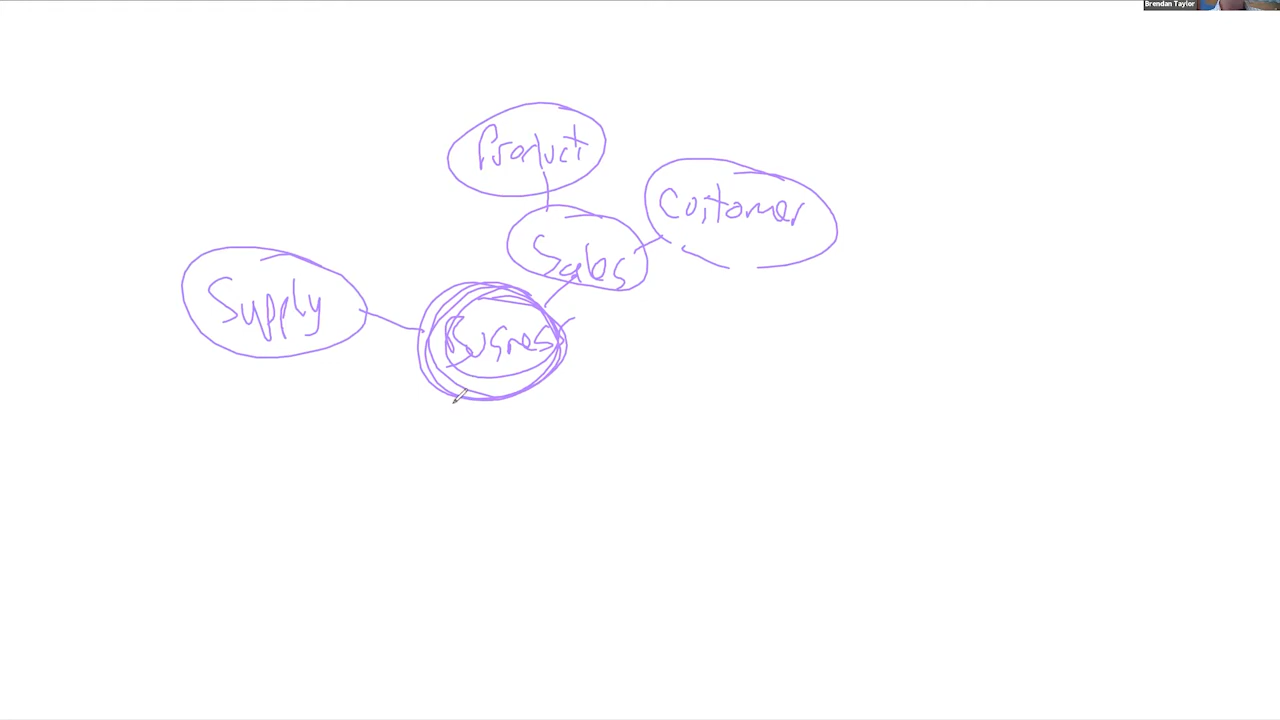 Brendan Taylor
Product
Customer
Sales
Supply
Business